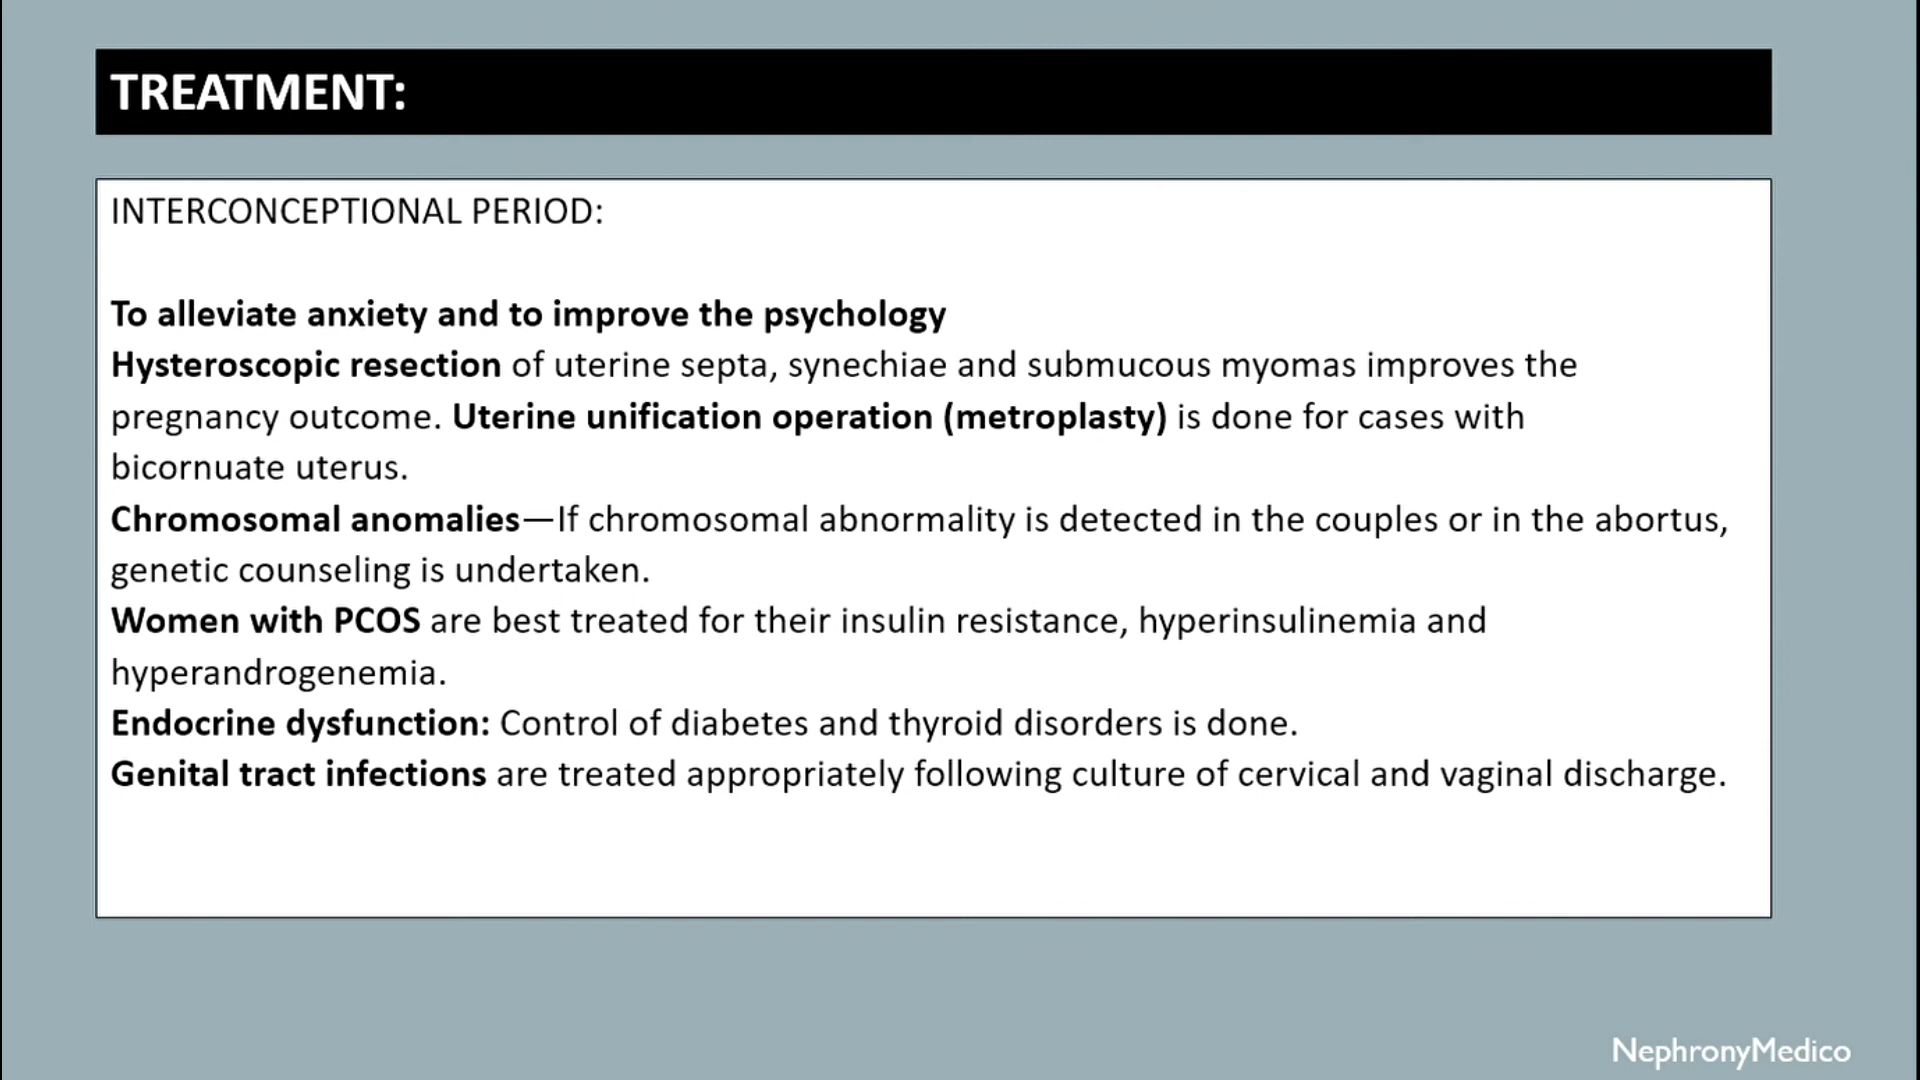 TREATMENT:
INTERCONCEPTIONAL PERIOD:
To alleviate anxiety and to improve the psychology
Hysteroscopic resection of uterine septa, synechiae and submucous myomas improves the
pregnancy outcome. Uterine unification operation (metroplasty) is done for cases with
bicornuate uterus.
Chromosomal anomalies—If chromosomal abnormality is detected in the couples or in the abortus,
genetic counseling is undertaken.
Women with PCOS are best treated for their insulin resistance, hyperinsulinemia and
hyperandrogenemia.
Endocrine dysfunction: Control of diabetes and thyroid disorders is done.
Genital tract infections are treated appropriately following culture of cervical and vaginal discharge.
NephronyMedico